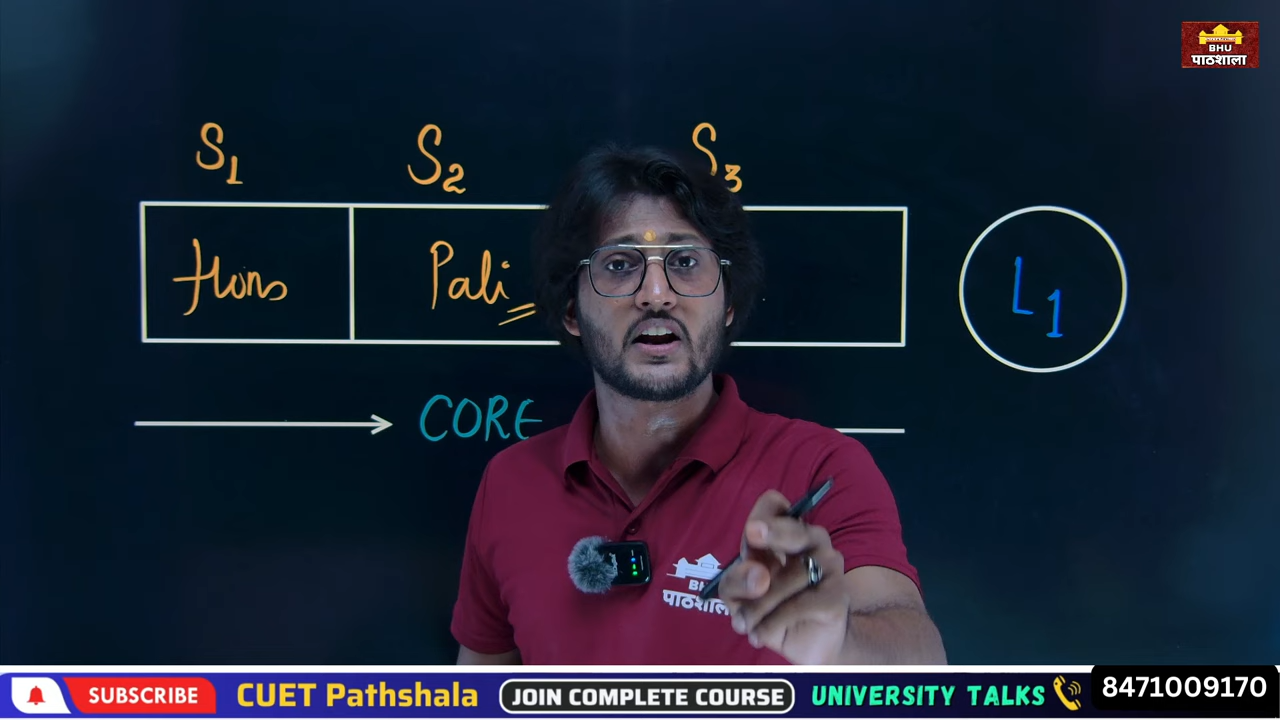 BHU
पाठशाला
S1 S2 S3
Hons Pali
L1
CORE
पाठशाला
SUBSCRIBE CUET Pathshala JOIN COMPLETE COURSE UNIVERSITY TALKS 8471009170